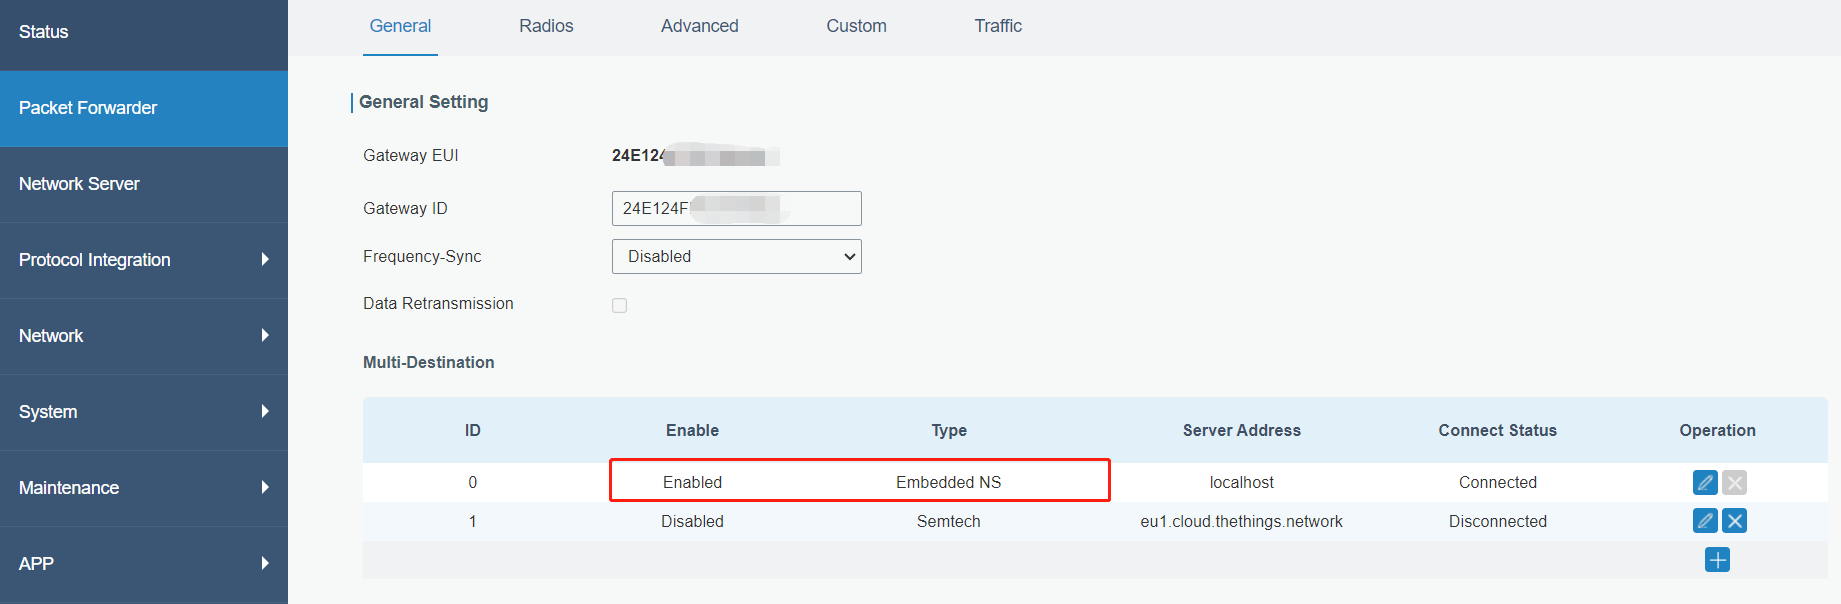 Status
Packet Forwarder
Network Server
Protocol Integration
Network
System
Maintenance
APP
General Radios Advanced Custom Traffic
General Setting
Gateway EUI 24E124
Gateway ID 24E124F
Frequency-Sync Disabled
Data Retransmission
Multi-Destination
ID Enable Type Server Address Connect Status Operation
0 Enabled Embedded NS localhost Connected
1 Disabled Semtech eu1.cloud.thethings.network Disconnected